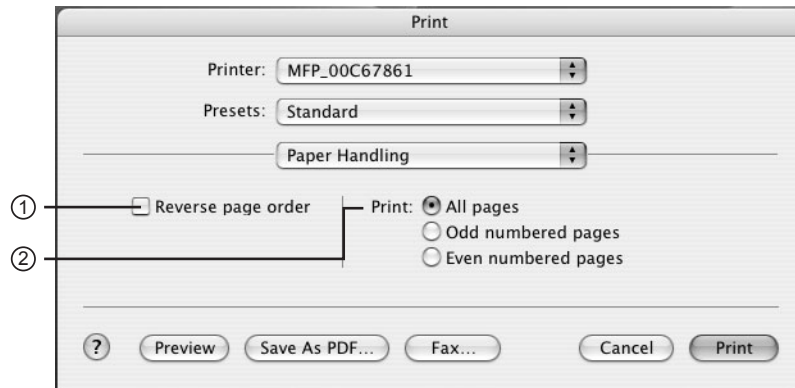 Print
Printer: MFP_00C67861
Presets: Standard
Paper Handling
① Reverse page order Print: All pages
Odd numbered pages
② Even numbered pages
? Preview Save As PDF... Fax... Cancel Print